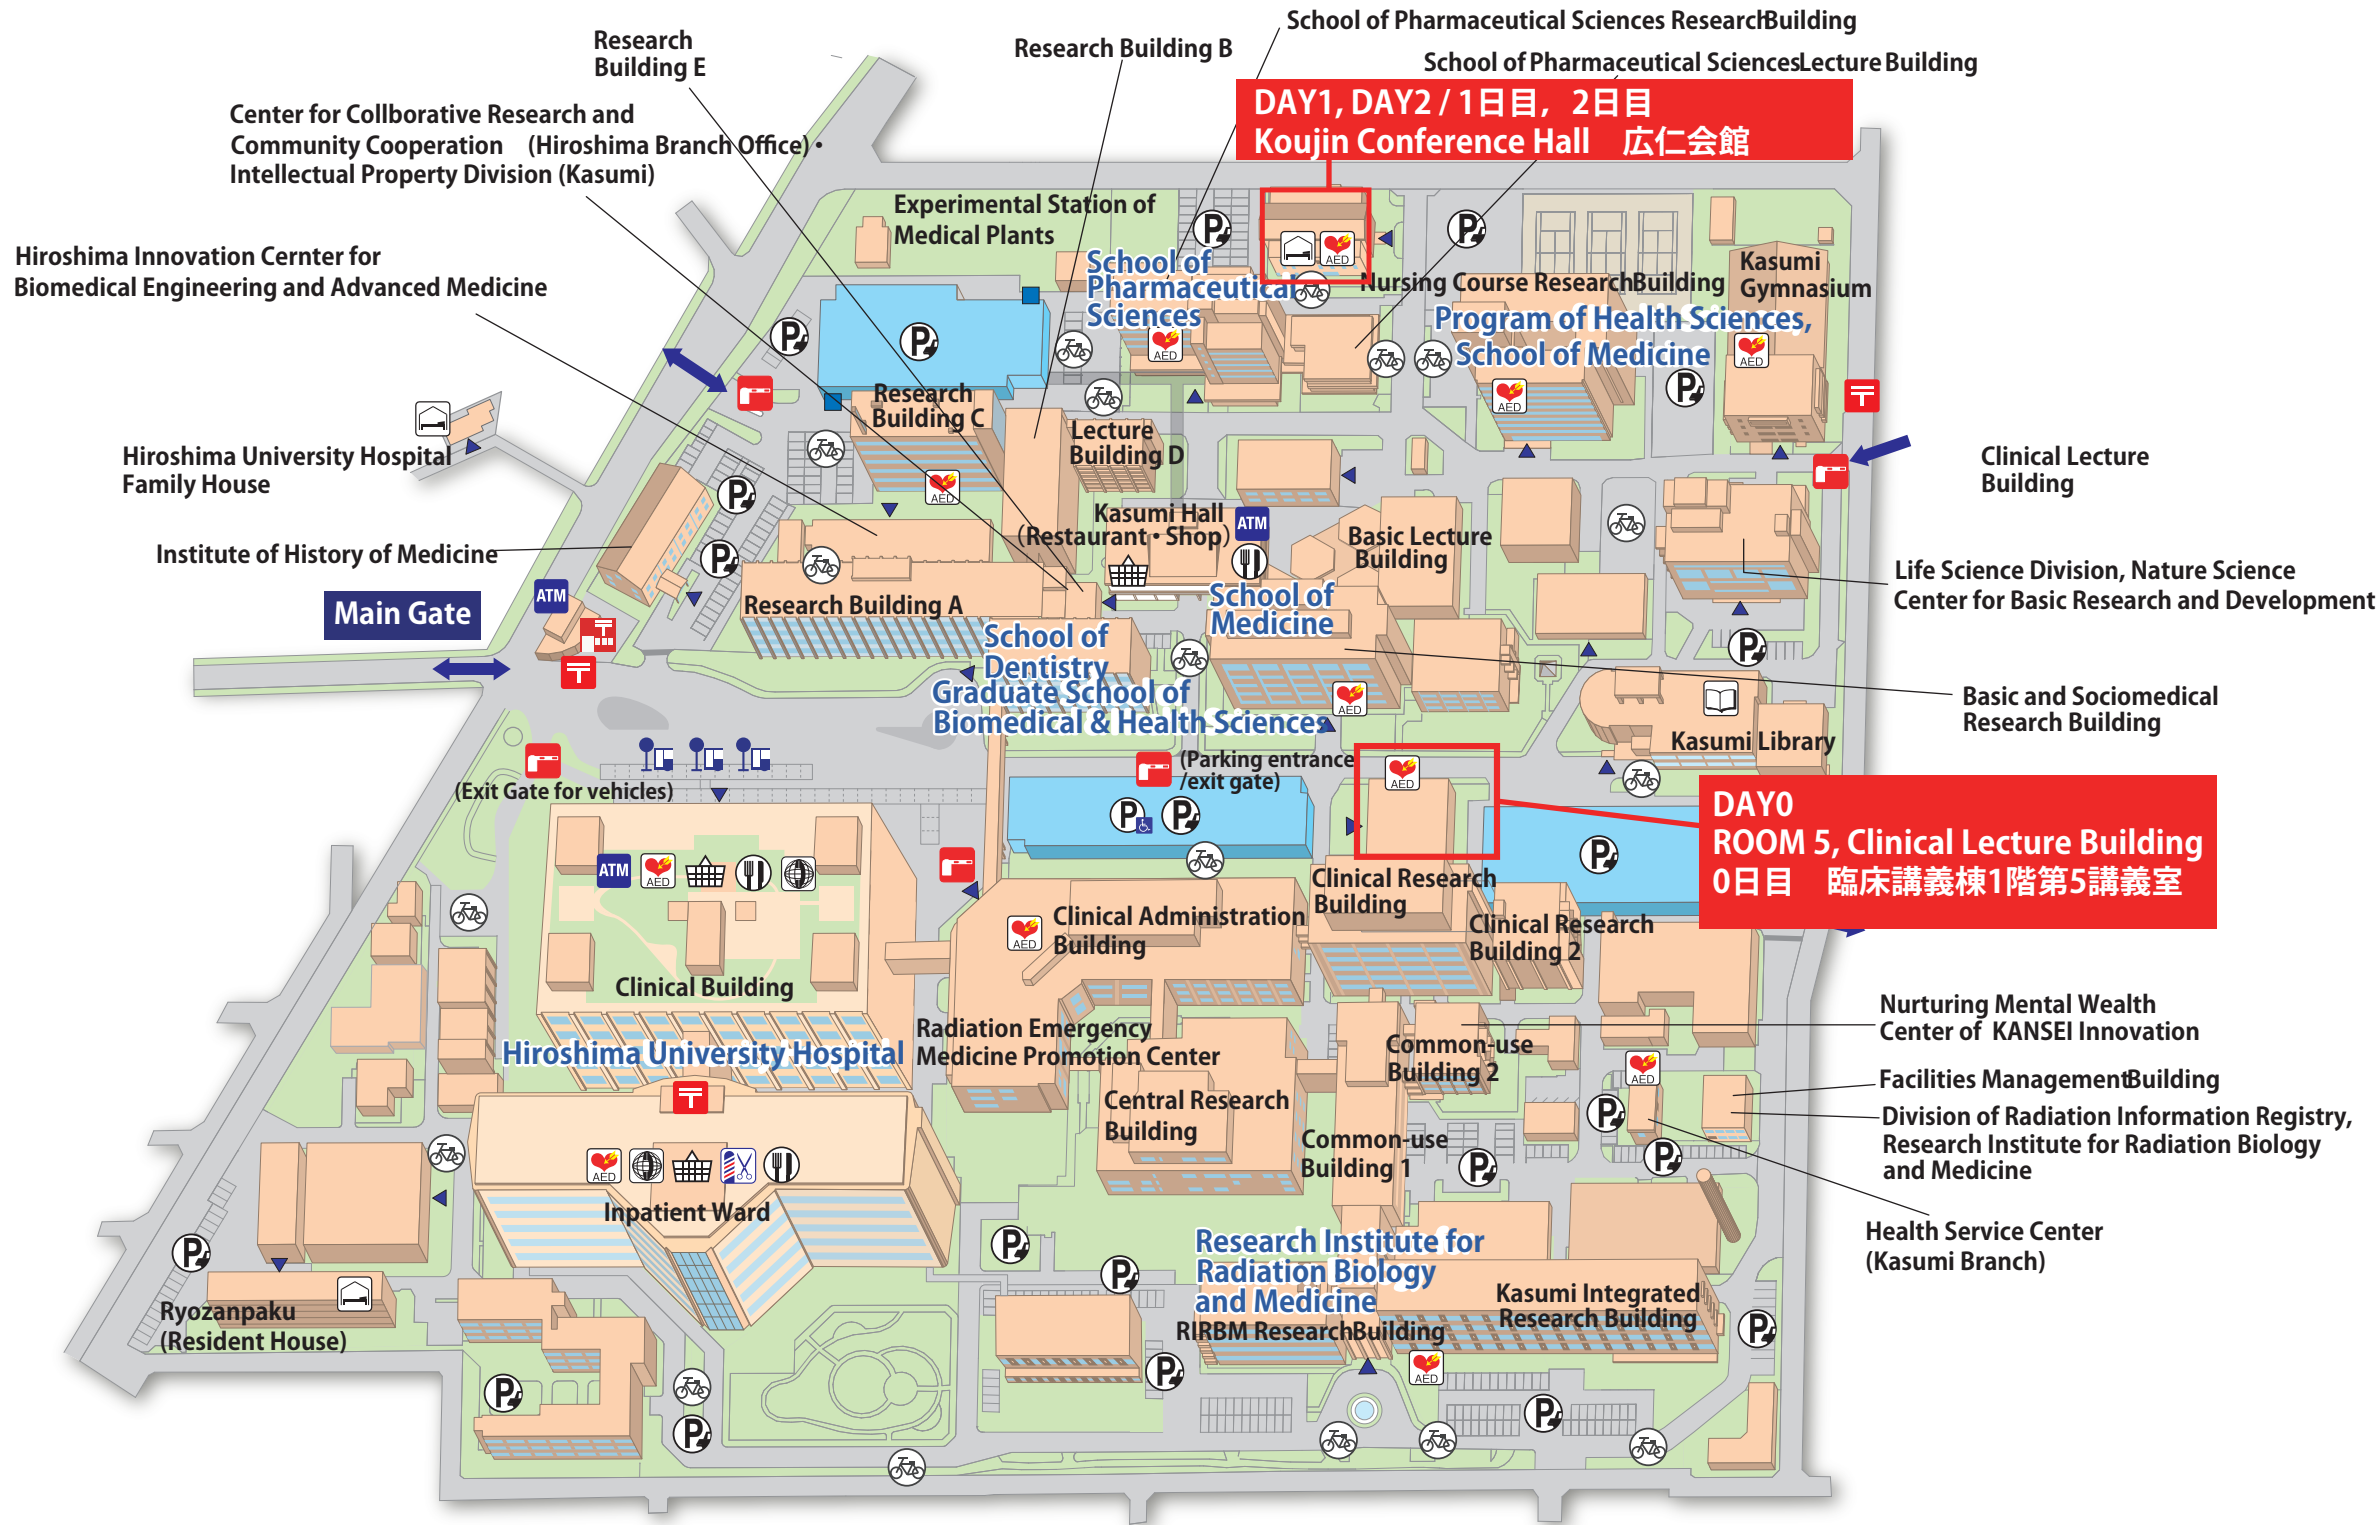 School of Pharmaceutical Sciences ResearchBuilding
Research
Building E
Research Building B
School of Pharmaceutical SciencesLecture Building
DAY1, DAY2 / 1日目，2日目
Koujin Conference Hall 広仁会館
Center for Collborative Research and
Community Cooperation (Hiroshima Branch Office)・
Intellectual Property Division (Kasumi)
Experimental Station of
Medical Plants
Hiroshima Innovation Cernter for
Biomedical Engineering and Advanced Medicine
School of
Pharmaceutical
Sciences
AED
Nursing Course ResearchBuilding
Kasumi
Gymnasium
Program of Health Sciences,
School of Medicine
AED
AED
AED
P
P
P
P
P
Research
Building C
Lecture
Building D
AED
Hiroshima University Hospital
Family House
Clinical Lecture
Building
P
P
Kasumi Hall
(Restaurant・Shop)
ATM
Basic Lecture
Building
Institute of History of Medicine
Life Science Division, Nature Science
Center for Basic Research and Development
ATM
Main Gate
Research Building A
School of
Medicine
School of
Dentistry
Graduate School of
Biomedical & Health Sciences
AED
P
Basic and Sociomedical
Research Building
Kasumi Library
(Exit Gate for vehicles)
(Parking entrance
/exit gate)
AED
P
P
P
DAY0
ROOM 5, Clinical Lecture Building
0日目 臨床講義棟1階第5講義室
ATM
AED
Clinical Research
Building
AED
Clinical Administration
Building
Clinical Research
Building 2
Clinical Building
Nurturing Mental Wealth
Center of KANSEI Innovation
Radiation Emergency
Medicine Promotion Center
Hiroshima University Hospital
Common-use
Building 2
AED
Facilities ManagementBuilding
Central Research
Building
Division of Radiation Information Registry,
Research Institute for Radiation Biology
and Medicine
Common-use
Building 1
P
P
P
AED
Inpatient Ward
Health Service Center
(Kasumi Branch)
P
P
P
Research Institute for
Radiation Biology
and Medicine
RIRBM ResearchBuilding
Kasumi Integrated
Research Building
Ryozanpaku
(Resident House)
P
P
AED
P
P
P